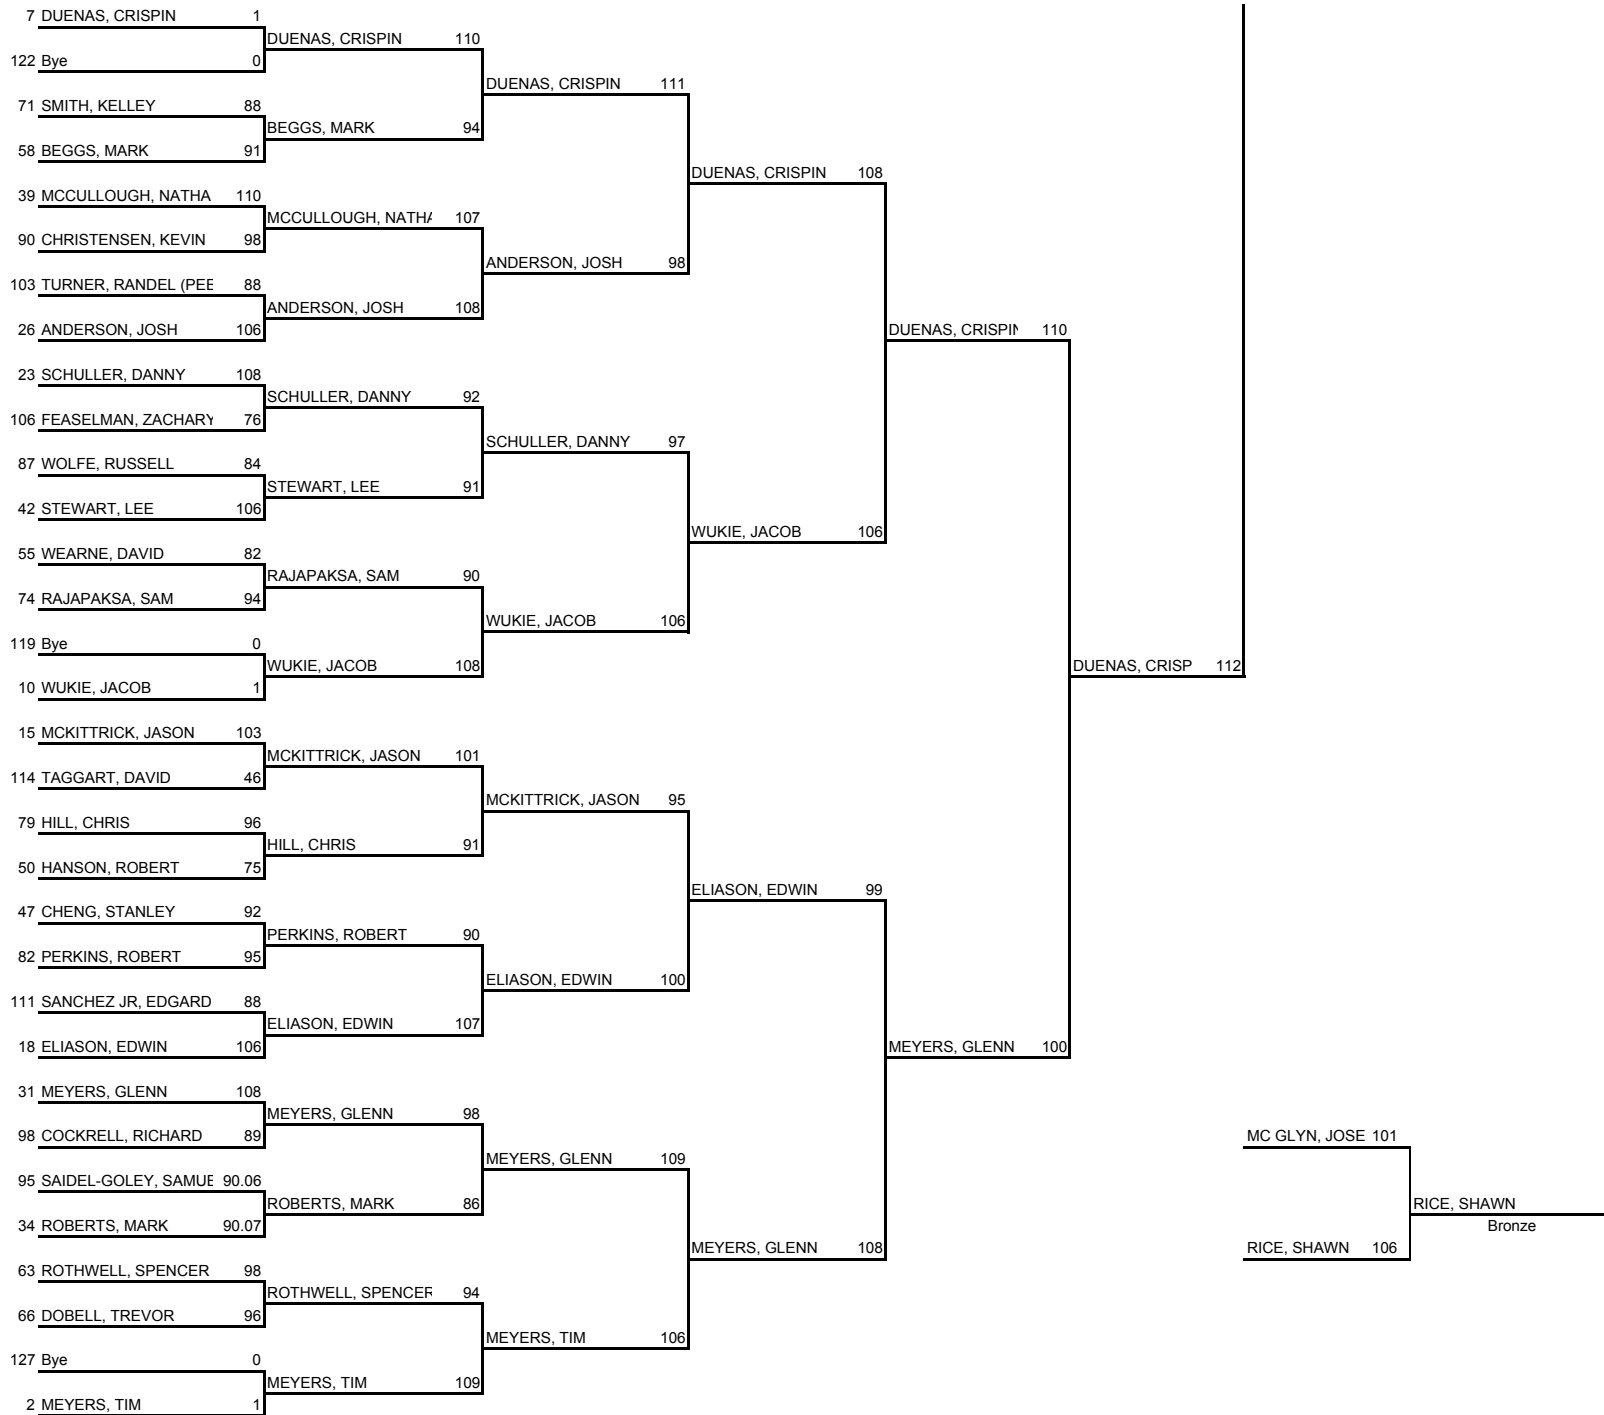 7 DUENAS, CRISPIN 1
DUENAS, CRISPIN 110
122 Bye 0
DUENAS, CRISPIN 111
71 SMITH, KELLEY 88
BEGGS, MARK 94
58 BEGGS, MARK 91
DUENAS, CRISPIN 108
39 MCCULLOUGH, NATHA 110
MCCULLOUGH, NATHA 107
90 CHRISTENSEN, KEVIN 98
ANDERSON, JOSH 98
103 TURNER, RANDEL (PEE 88
ANDERSON, JOSH 108
26 ANDERSON, JOSH 106
DUENAS, CRISPIN 110
23 SCHULLER, DANNY 108
SCHULLER, DANNY 92
106 FEASELMAN, ZACHARY 76
SCHULLER, DANNY 97
87 WOLFE, RUSSELL 84
STEWART, LEE 91
42 STEWART, LEE 106
WUKIE, JACOB 106
55 WEARNE, DAVID 82
RAJAPAKSA, SAM 90
74 RAJAPAKSA, SAM 94
WUKIE, JACOB 106
119 Bye 0
WUKIE, JACOB 108
DUENAS, CRISP 112
10 WUKIE, JACOB 1
15 MCKITTRICK, JASON 103
MCKITTRICK, JASON 101
114 TAGGART, DAVID 46
MCKITTRICK, JASON 95
79 HILL, CHRIS 96
HILL, CHRIS 91
50 HANSON, ROBERT 75
ELIASON, EDWIN 99
47 CHENG, STANLEY 92
PERKINS, ROBERT 90
82 PERKINS, ROBERT 95
ELIASON, EDWIN 100
111 SANCHEZ JR, EDGARD 88
ELIASON, EDWIN 107
18 ELIASON, EDWIN 106
MEYERS, GLENN 100
31 MEYERS, GLENN 108
MEYERS, GLENN 98
98 COCKRELL, RICHARD 89
MC GLYN, JOSE 101
MEYERS, GLENN 109
95 SAIDEL-GOLEY, SAMUE 90.06
ROBERTS, MARK 86
RICE, SHAWN
34 ROBERTS, MARK 90.07
Bronze
MEYERS, GLENN 108
RICE, SHAWN 106
63 ROTHWELL, SPENCER 98
ROTHWELL, SPENCER 94
66 DOBELL, TREVOR 96
MEYERS, TIM 106
127 Bye 0
MEYERS, TIM 109
2 MEYERS, TIM 1